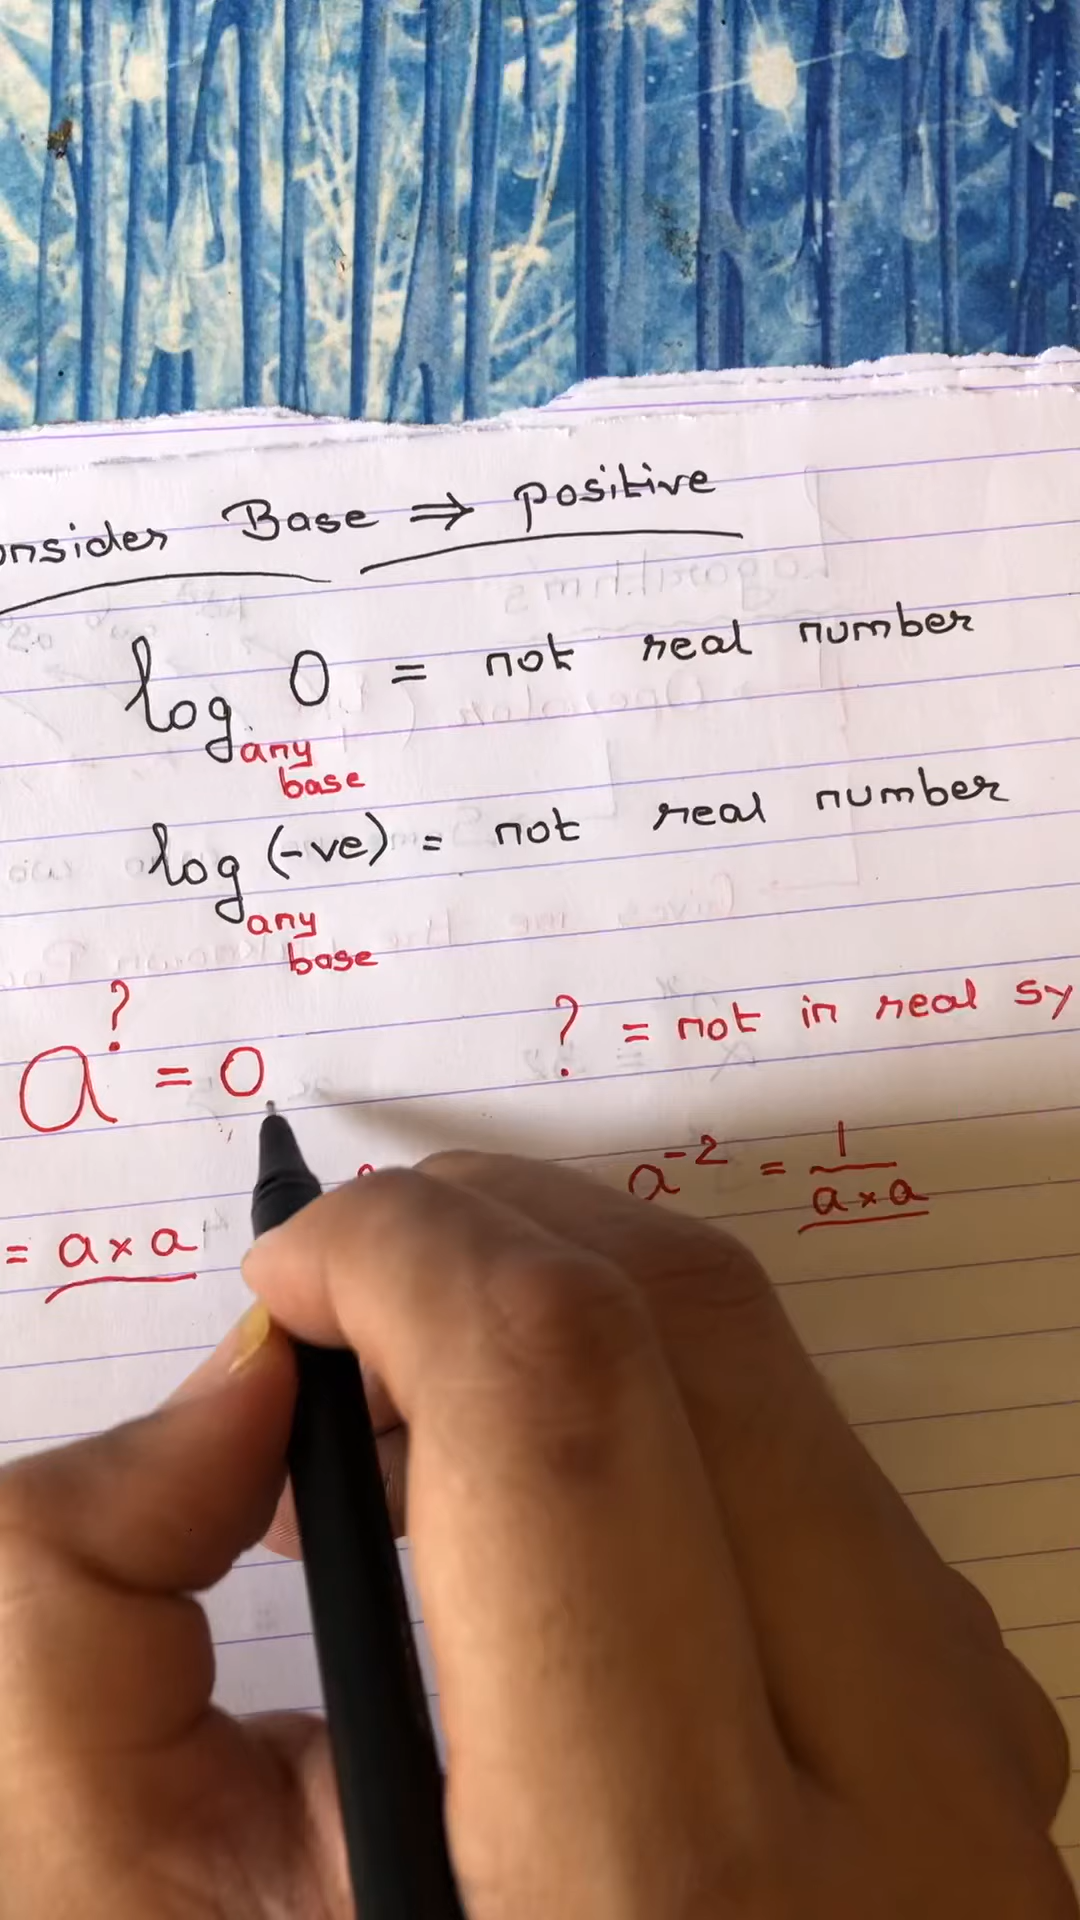 onsider Base ⇒ positive
log any base 0 = not real number
log any base (-ve) = not real number
a^? = 0 ? = not in real sy
a^-2 = 1/(a×a)
= a×a